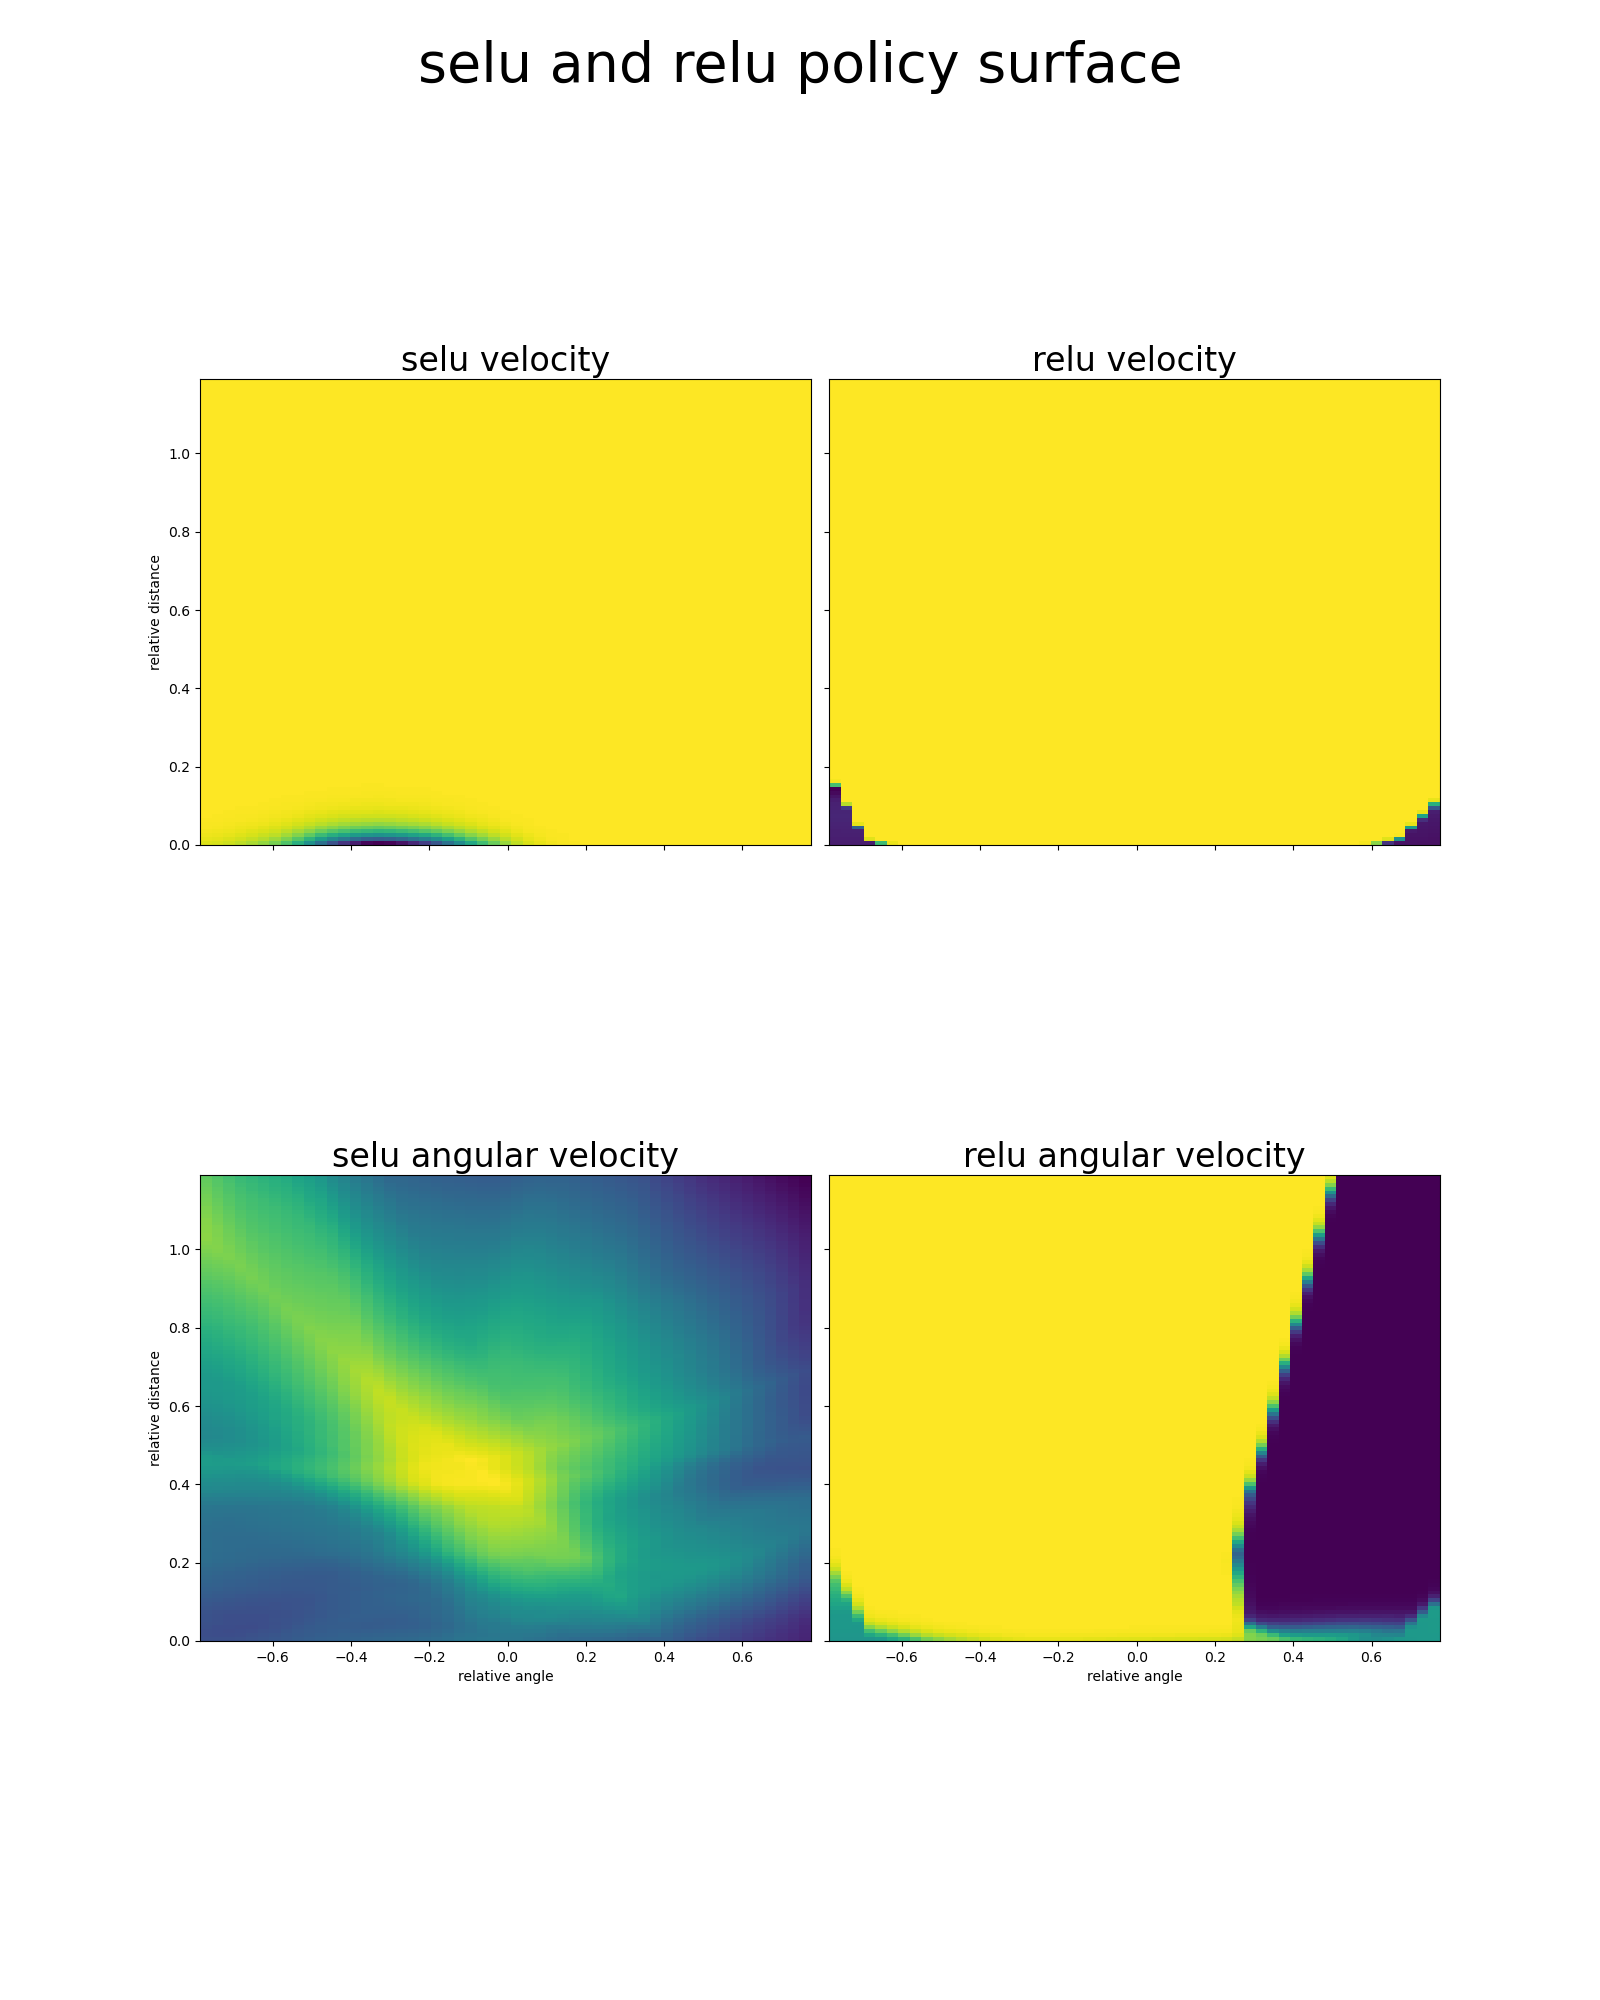 selu and relu policy surface
selu velocity
relu velocity
1.0
0.8
0.6
0.4
0.2
0.0
relative distance
selu angular velocity
relu angular velocity
1.0
0.8
0.6
0.4
0.2
0.0
relative distance
−0.6 −0.4 −0.2 0.0 0.2 0.4 0.6
−0.6 −0.4 −0.2 0.0 0.2 0.4 0.6
relative angle
relative angle